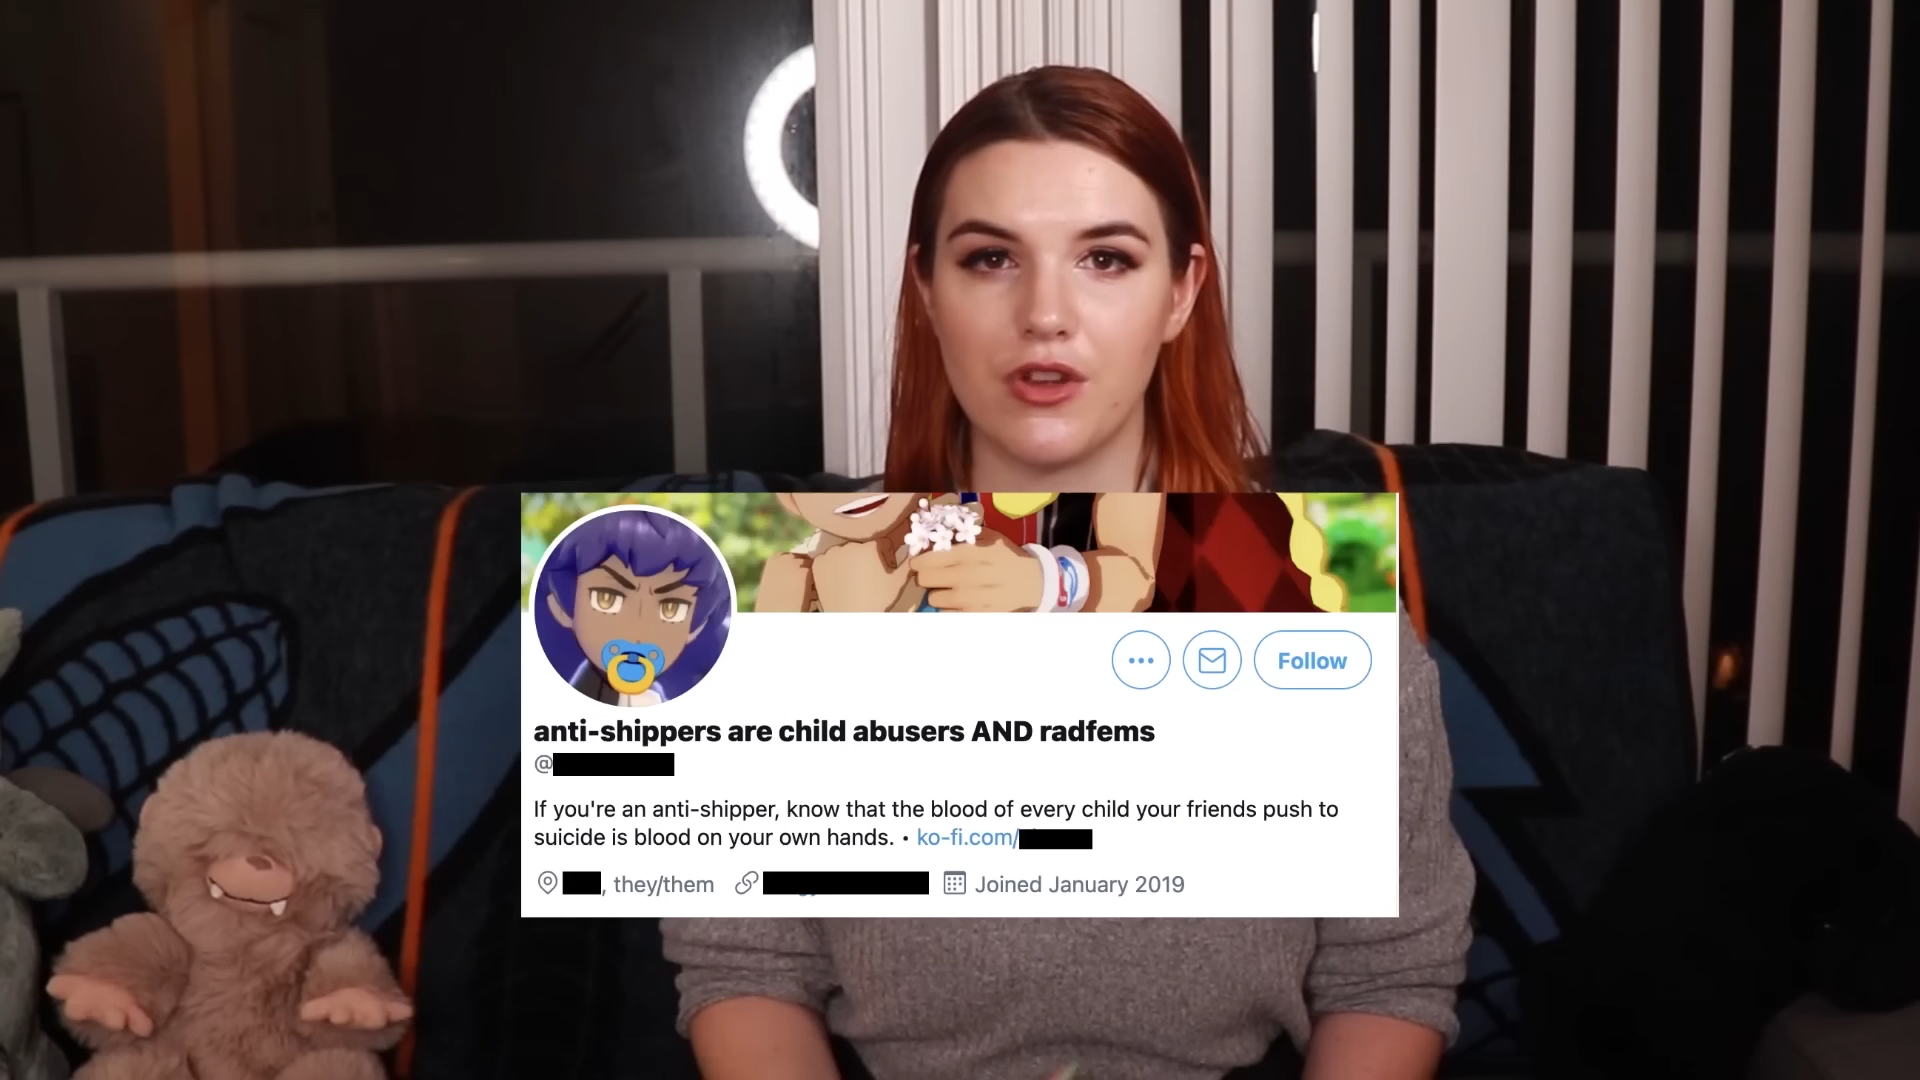 Follow
anti-shippers are child abusers AND radfems
@
If you're an anti-shipper, know that the blood of every child your friends push to
suicide is blood on your own hands. • ko-fi.com/
, they/them Joined January 2019